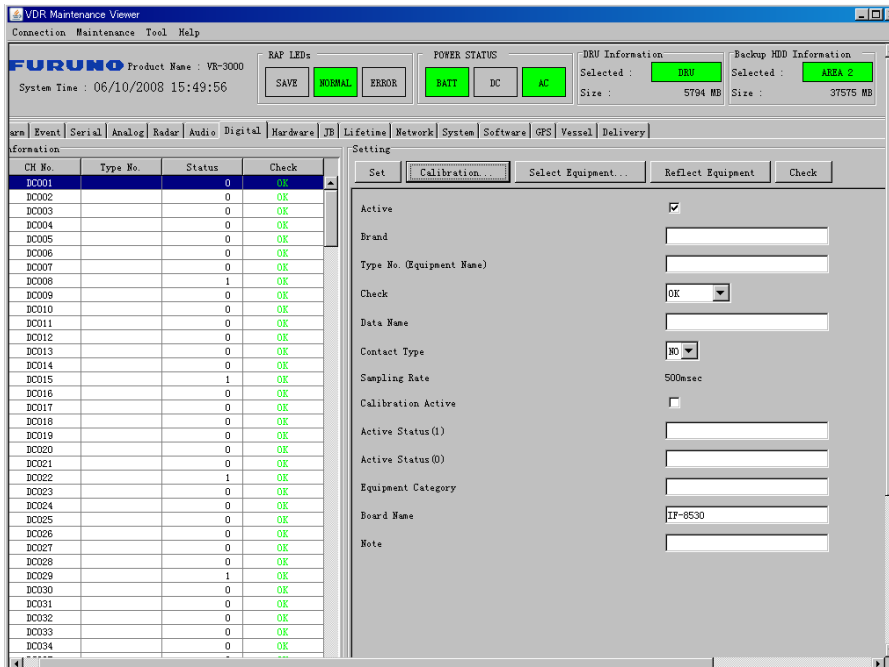 VDR Maintenance Viewer
Connection Maintenance Tool Help
FURUNO Product Name : VR-3000
System Time : 06/10/2008 15:49:56
RAP LEDs
SAVE NORMAL ERROR
POWER STATUS
BATT DC AC
DRU Information
Selected : DRU
Size : 5794 MB
Backup HDD Information
Selected : AREA 2
Size : 37575 MB
arm Event Serial Analog Radar Audio Digital Hardware JB Lifetime Network System Software GPS Vessel Delivery
nformation
CH No. Type No. Status Check
DC001 0 OK
DC002 0 OK
DC003 0 OK
DC004 0 OK
DC005 0 OK
DC006 0 OK
DC007 0 OK
DC008 1 OK
DC009 0 OK
DC010 0 OK
DC011 0 OK
DC012 0 OK
DC013 0 OK
DC014 0 OK
DC015 1 OK
DC016 0 OK
DC017 0 OK
DC018 0 OK
DC019 0 OK
DC020 0 OK
DC021 0 OK
DC022 1 OK
DC023 0 OK
DC024 0 OK
DC025 0 OK
DC026 0 OK
DC027 0 OK
DC028 0 OK
DC029 1 OK
DC030 0 OK
DC031 0 OK
DC032 0 OK
DC033 0 OK
DC034 0 OK
Setting
Set Calibration... Select Equipment... Reflect Equipment Check
Active
Brand
Type No. (Equipment Name)
Check OK
Data Name
Contact Type NO
Sampling Rate 500msec
Calibration Active
Active Status(1)
Active Status(0)
Equipment Category
Board Name IF-8530
Note